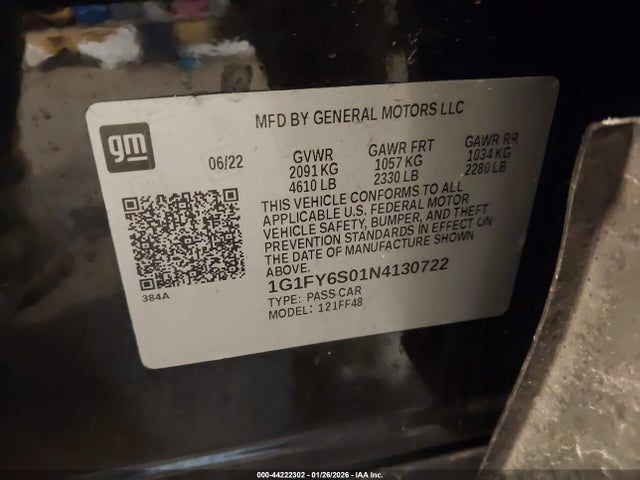 MFD BY GENERAL MOTORS LLC
gm
06/22
GVWR GAWR FRT GAWR RR
2091 KG 1057 KG 1034 KG
4610 LB 2330 LB 2280 LB
THIS VEHICLE CONFORMS TO ALL
APPLICABLE U.S. FEDERAL MOTOR
VEHICLE SAFETY, BUMPER, AND THEFT
PREVENTION STANDARDS IN EFFECT ON
THE DATE OF MANUFACTURE SHOWN
ABOVE.
1G1FY6S01N4130722
384A
TYPE: PASS CAR
MODEL: 121FF48
000-44222302 - 01/26/2026 - IAA Inc.